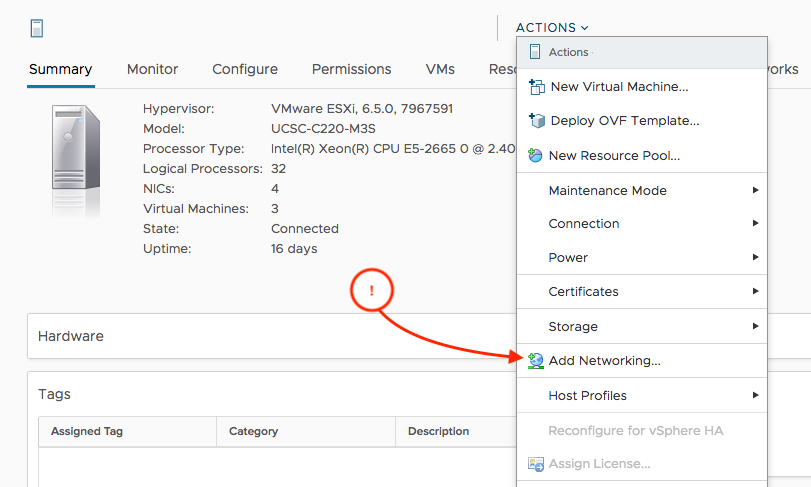 ACTIONS
Actions
Summary Monitor Configure Permissions VMs
Hypervisor: VMware ESXi, 6.5.0, 7967591
Model: UCSC-C220-M3S
Processor Type: Intel(R) Xeon(R) CPU E5-2665 0 @ 2.40
Logical Processors: 32
NICs: 4
Virtual Machines: 3
State: Connected
Uptime: 16 days
New Virtual Machine...
Deploy OVF Template...
New Resource Pool...
Maintenance Mode
Connection
Power
Certificates
Storage
Add Networking...
Host Profiles
Reconfigure for vSphere HA
Assign License...
!
Hardware
Tags
Assigned Tag Category Description